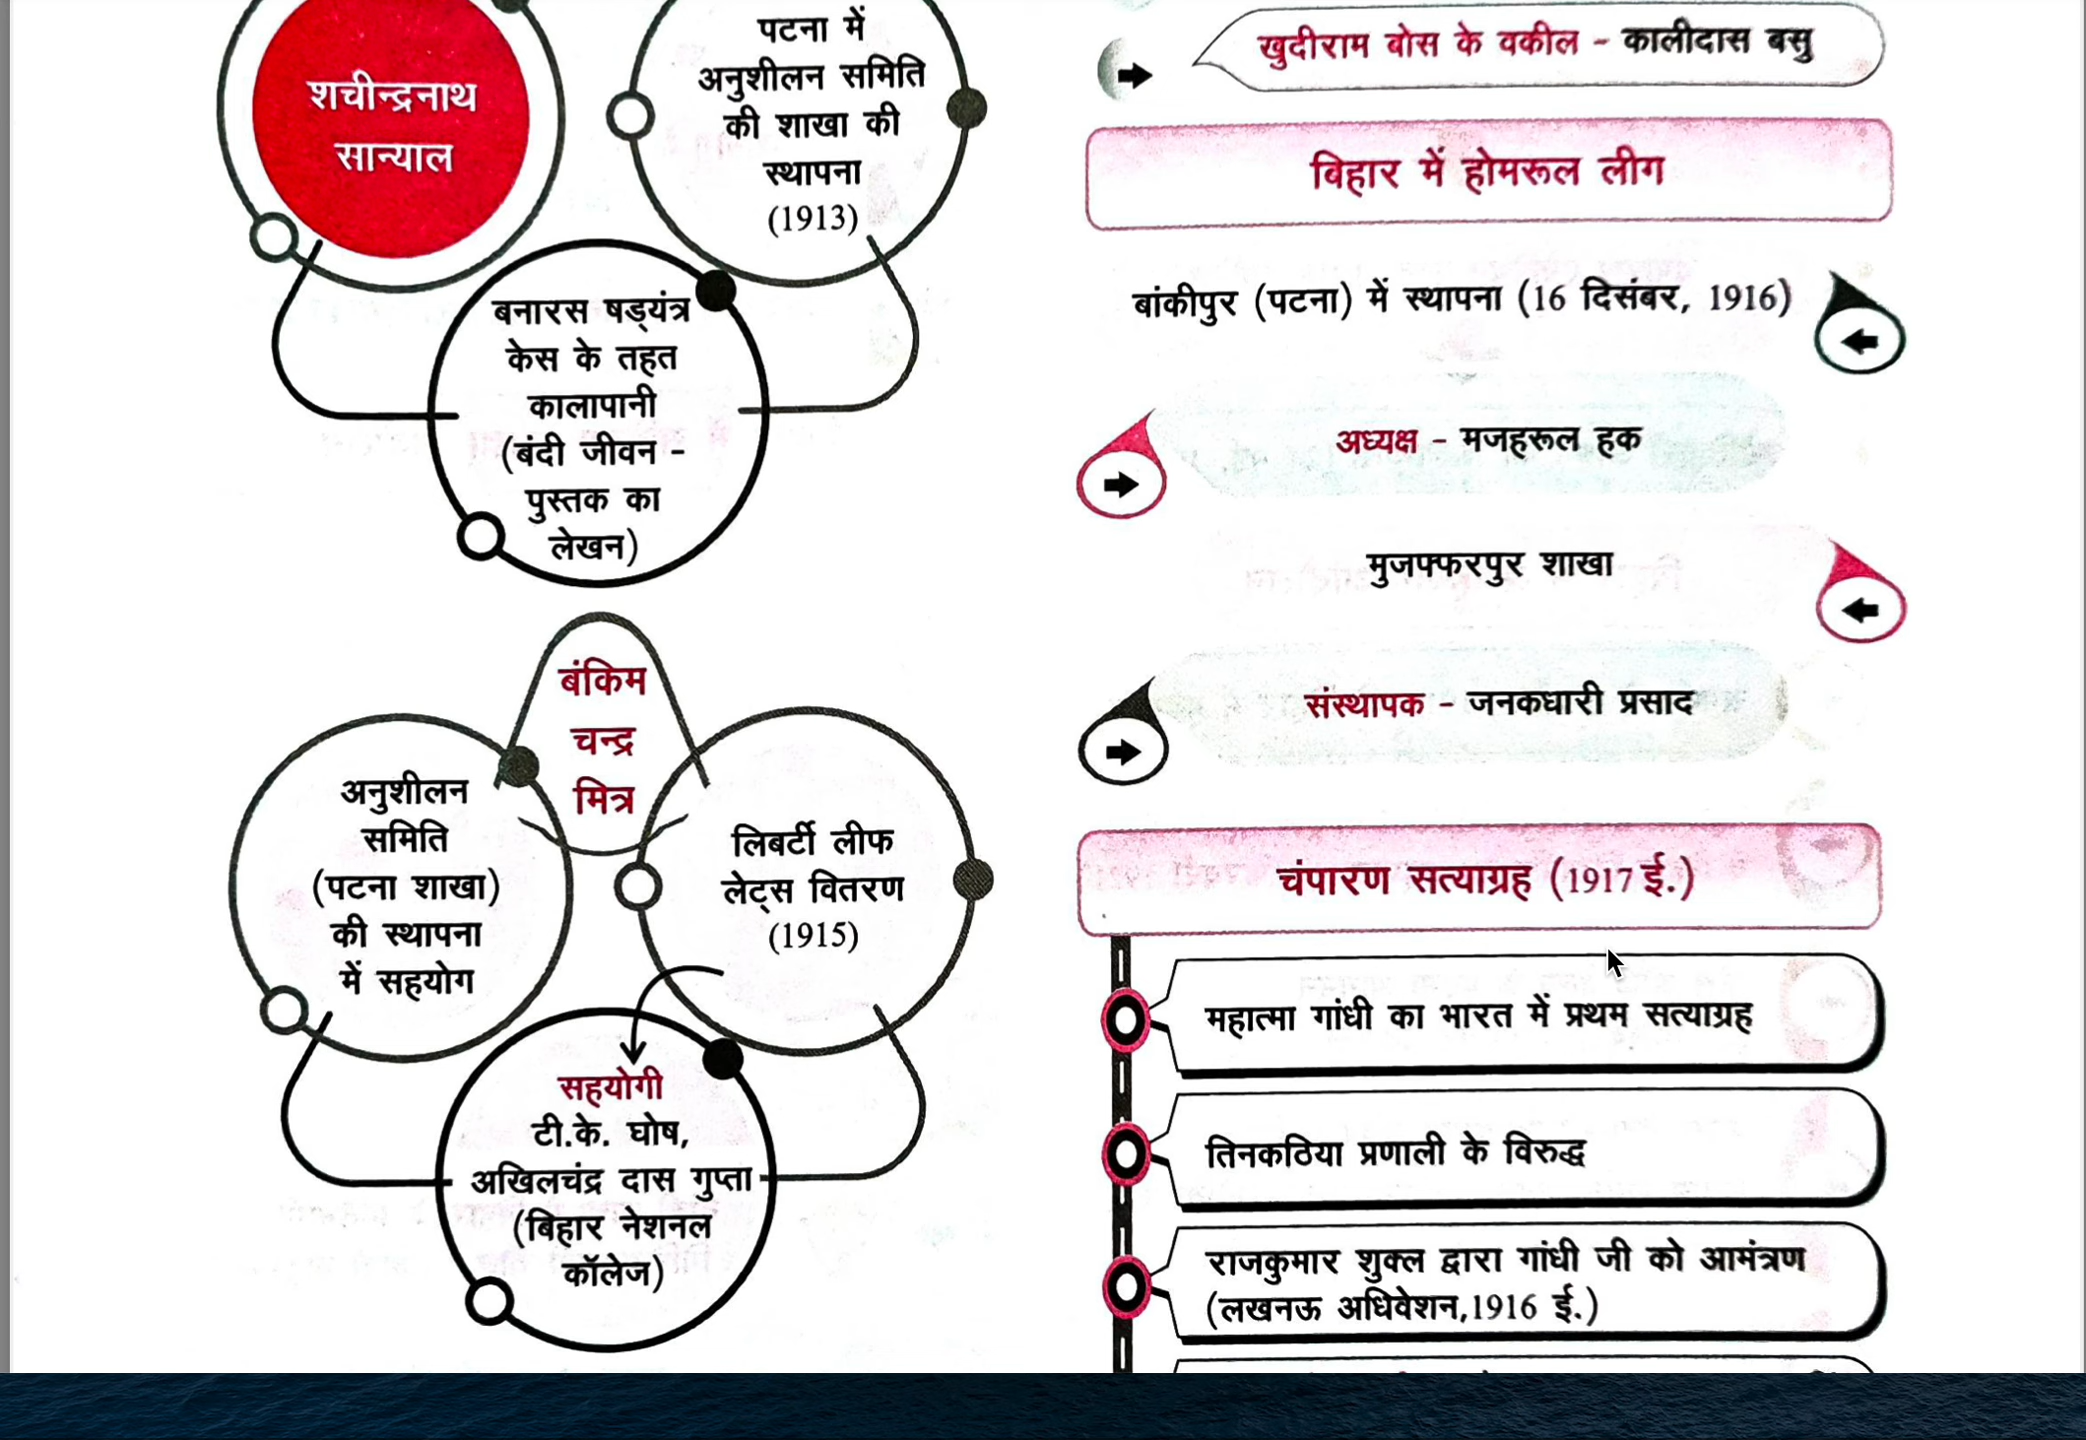 शचीन्द्रनाथ
सान्याल
पटना में
अनुशीलन समिति
की शाखा की
स्थापना
(1913)
बनारस षड्यंत्र
केस के तहत
कालापानी
(बंदी जीवन -
पुस्तक का
लेखन)
बंकिम
चन्द्र
मित्र
अनुशीलन
समिति
(पटना शाखा)
की स्थापना
में सहयोग
लिबर्टी लीफ
लेट्स वितरण
(1915)
सहयोगी
टी.के. घोष,
अखिलचंद्र दास गुप्ता
(बिहार नेशनल
कॉलेज)
खुदीराम बोस के वकील - कालीदास बसु
बिहार में होमरूल लीग
बांकीपुर (पटना) में स्थापना (16 दिसंबर, 1916)
अध्यक्ष - मजहरूल हक
मुजफ्फरपुर शाखा
संस्थापक - जनकधारी प्रसाद
चंपारण सत्याग्रह (1917 ई.)
महात्मा गांधी का भारत में प्रथम सत्याग्रह
तिनकठिया प्रणाली के विरुद्ध
राजकुमार शुक्ल द्वारा गांधी जी को आमंत्रण
(लखनऊ अधिवेशन,1916 ई.)